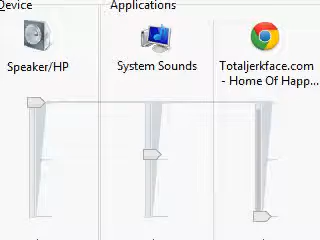 Device
Applications
Speaker/HP
System Sounds
Totaljerkface.com
- Home Of Happ...